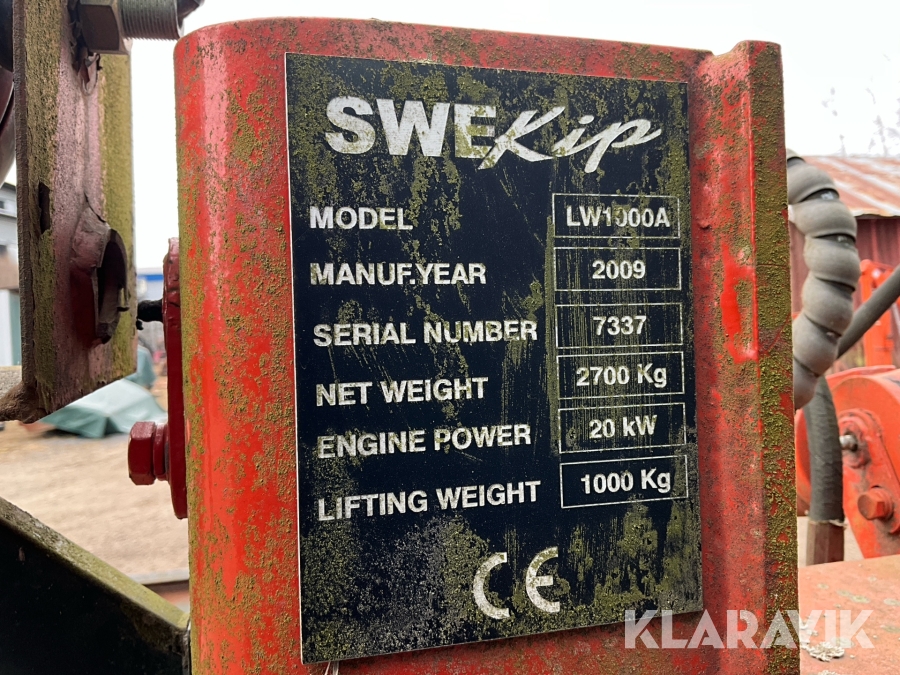 SWEKip
MODEL LW1000A
MANUF.YEAR 2009
SERIAL NUMBER 7337
NET WEIGHT 2700 Kg
ENGINE POWER 20 kW
LIFTING WEIGHT 1000 Kg
CE
KLARAVIK